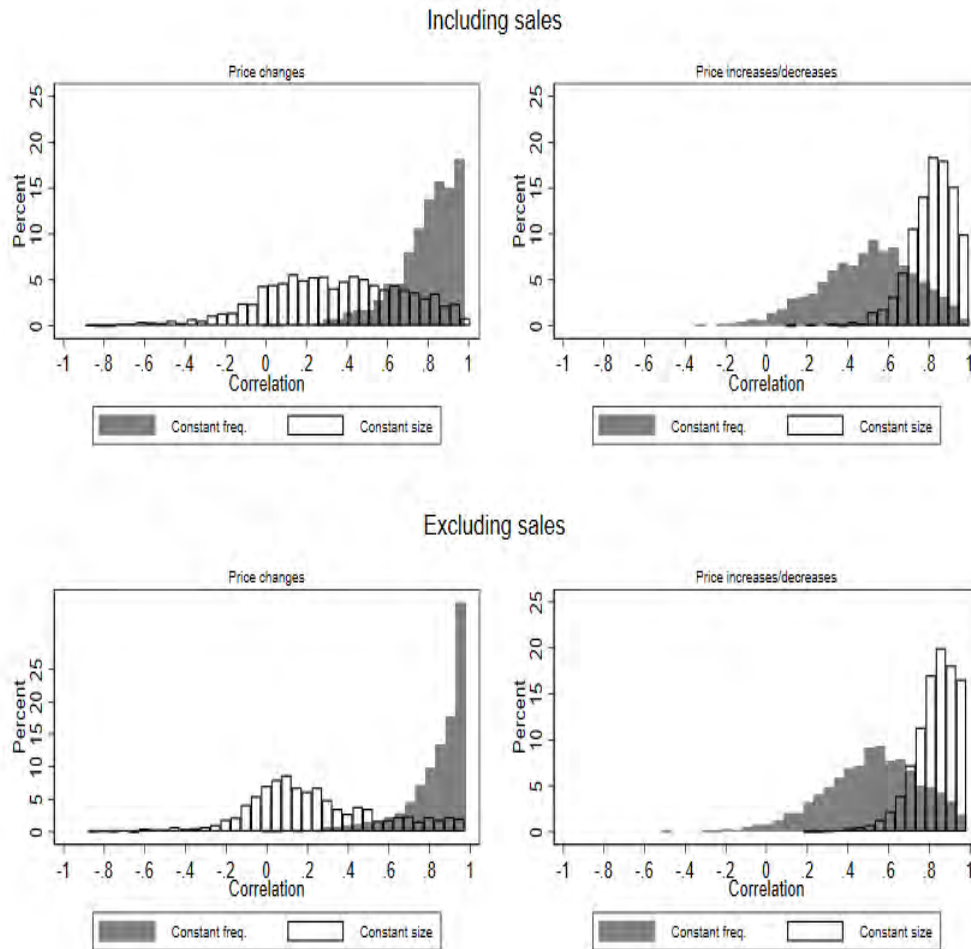 Including sales
Price changes
Percent
0 5 10 15 20 25
-1 -.8 -.6 -.4 -.2 0 .2 .4 .6 .8 1
Correlation
Constant freq. Constant size
Price increases/decreases
Percent
0 5 10 15 20 25
-1 -.8 -.6 -.4 -.2 0 .2 .4 .6 .8 1
Correlation
Constant freq. Constant size
Excluding sales
Price changes
Percent
0 5 10 15 20 25
-1 -.8 -.6 -.4 -.2 0 .2 .4 .6 .8 1
Correlation
Constant freq. Constant size
Price increases/decreases
Percent
0 5 10 15 20 25
-1 -.8 -.6 -.4 -.2 0 .2 .4 .6 .8 1
Correlation
Constant freq. Constant size